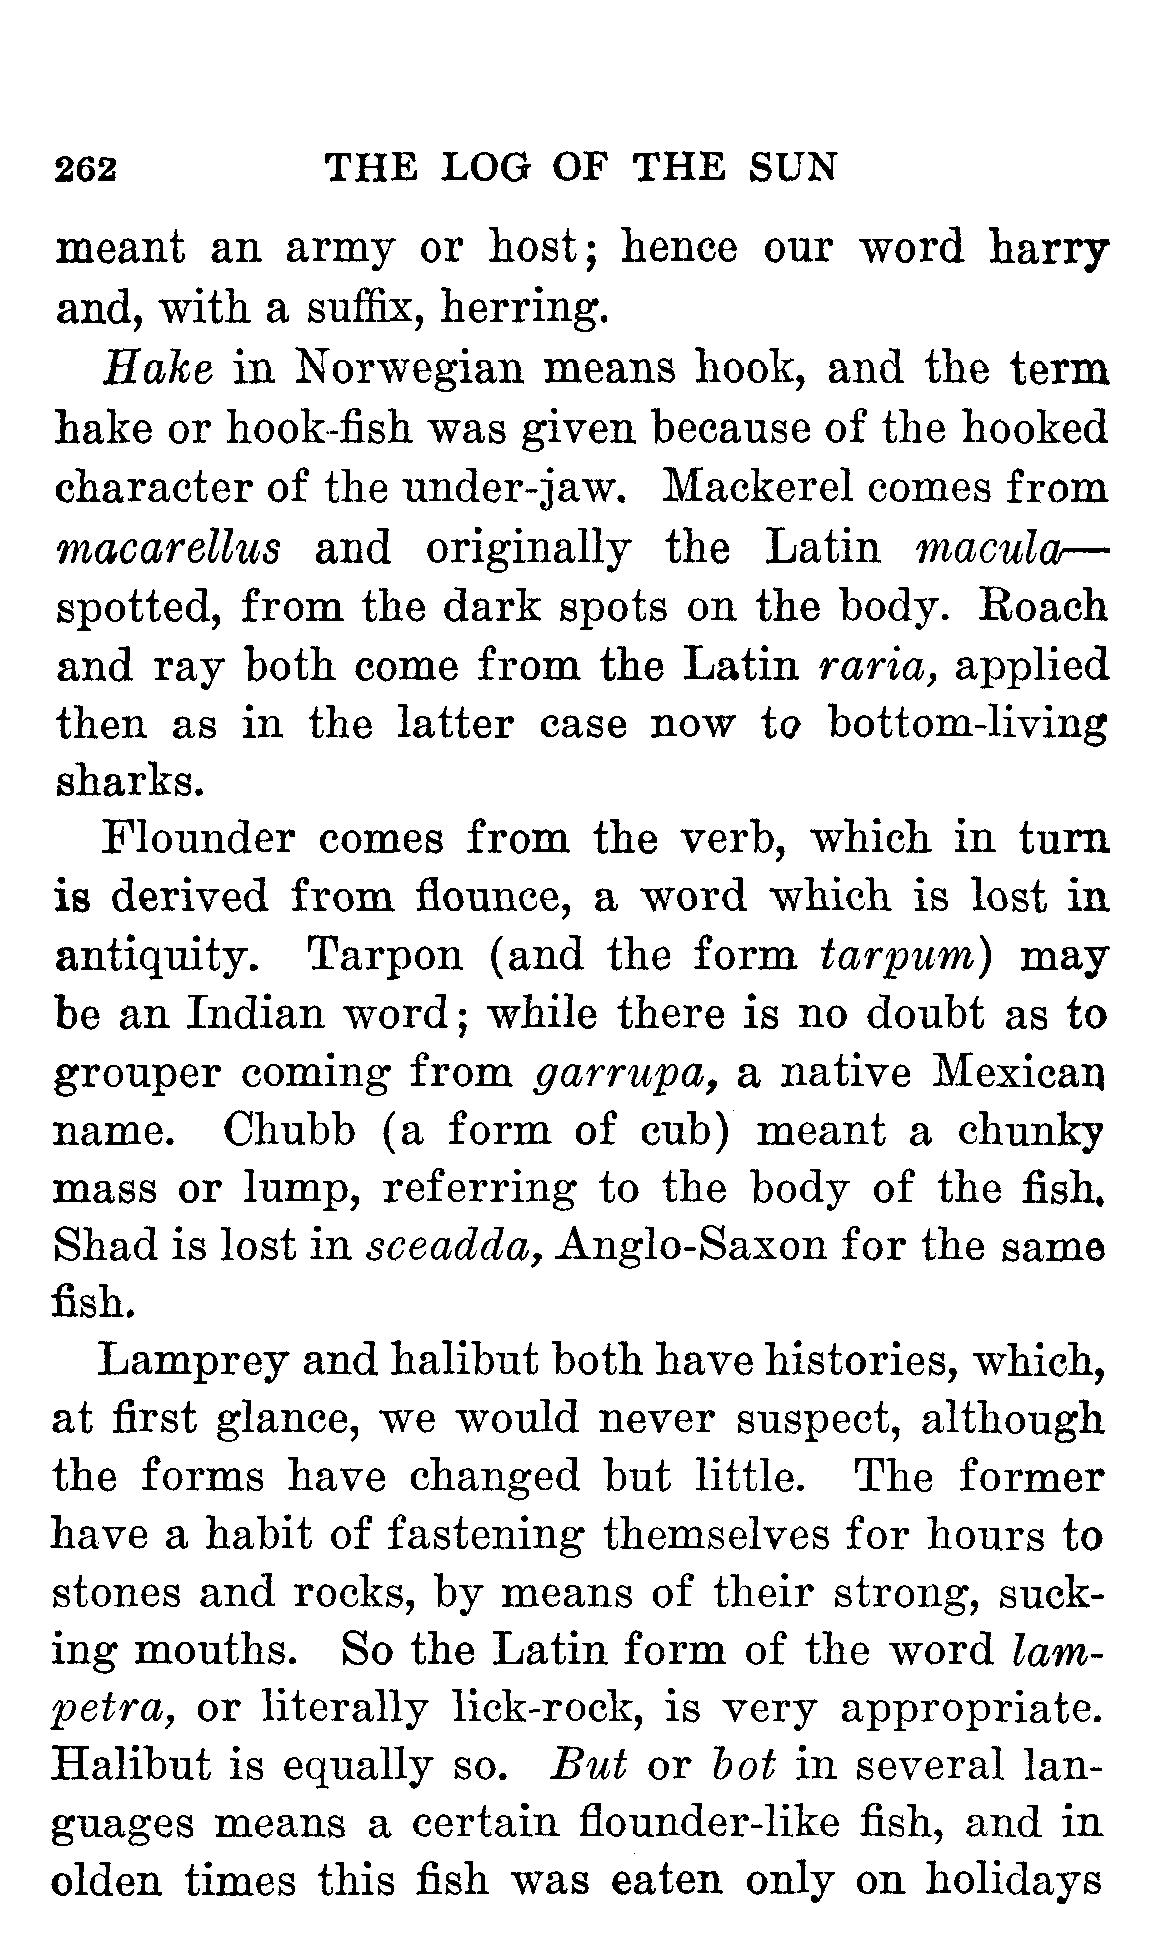 262 THE LOG OF THE SUN
meant an army or host; hence our word harry
and, with a suffix, herring.
Hake in Norwegian means hook, and the term
hake or hook-fish was given because of the hooked
character of the under-jaw. Mackerel comes from
macarellus and originally the Latin macula—
spotted, from the dark spots on the body. Roach
and ray both come from the Latin raria, applied
then as in the latter case now to bottom-living
sharks.
Flounder comes from the verb, which in turn
is derived from flounce, a word which is lost in
antiquity. Tarpon (and the form tarpum) may
be an Indian word; while there is no doubt as to
grouper coming from garrupa, a native Mexican
name. Chubb (a form of cub) meant a chunky
mass or lump, referring to the body of the fish.
Shad is lost in sceadda, Anglo-Saxon for the same
fish.
Lamprey and halibut both have histories, which,
at first glance, we would never suspect, although
the forms have changed but little. The former
have a habit of fastening themselves for hours to
stones and rocks, by means of their strong, suck-
ing mouths. So the Latin form of the word lam-
petra, or literally lick-rock, is very appropriate.
Halibut is equally so. But or bot in several lan-
guages means a certain flounder-like fish, and in
olden times this fish was eaten only on holidays